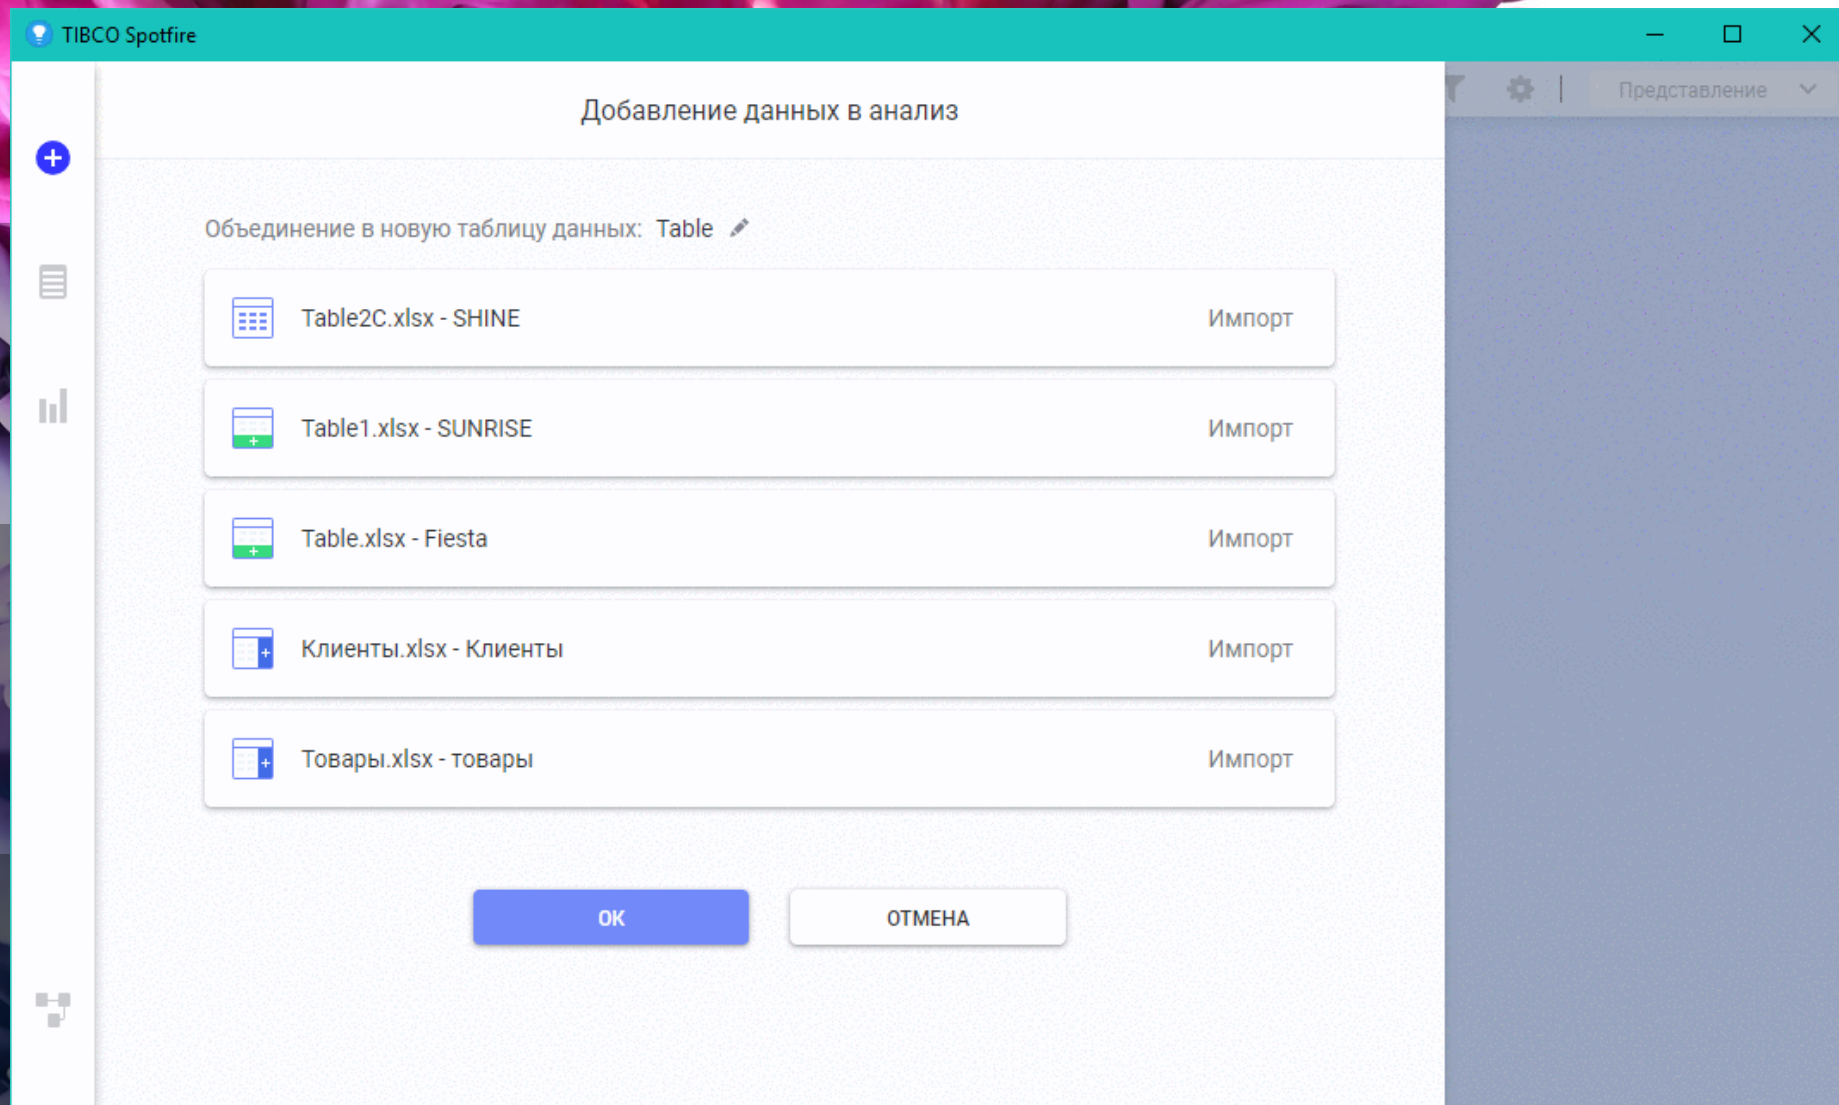 TIBCO Spotfire
Представление
Добавление данных в анализ
Объединение в новую таблицу данных: Table
Table2C.xlsx - SHINE Импорт
Table1.xlsx - SUNRISE Импорт
Table.xlsx - Fiesta Импорт
Клиенты.xlsx - Клиенты Импорт
Товары.xlsx - товары Импорт
ОК ОТМЕНА